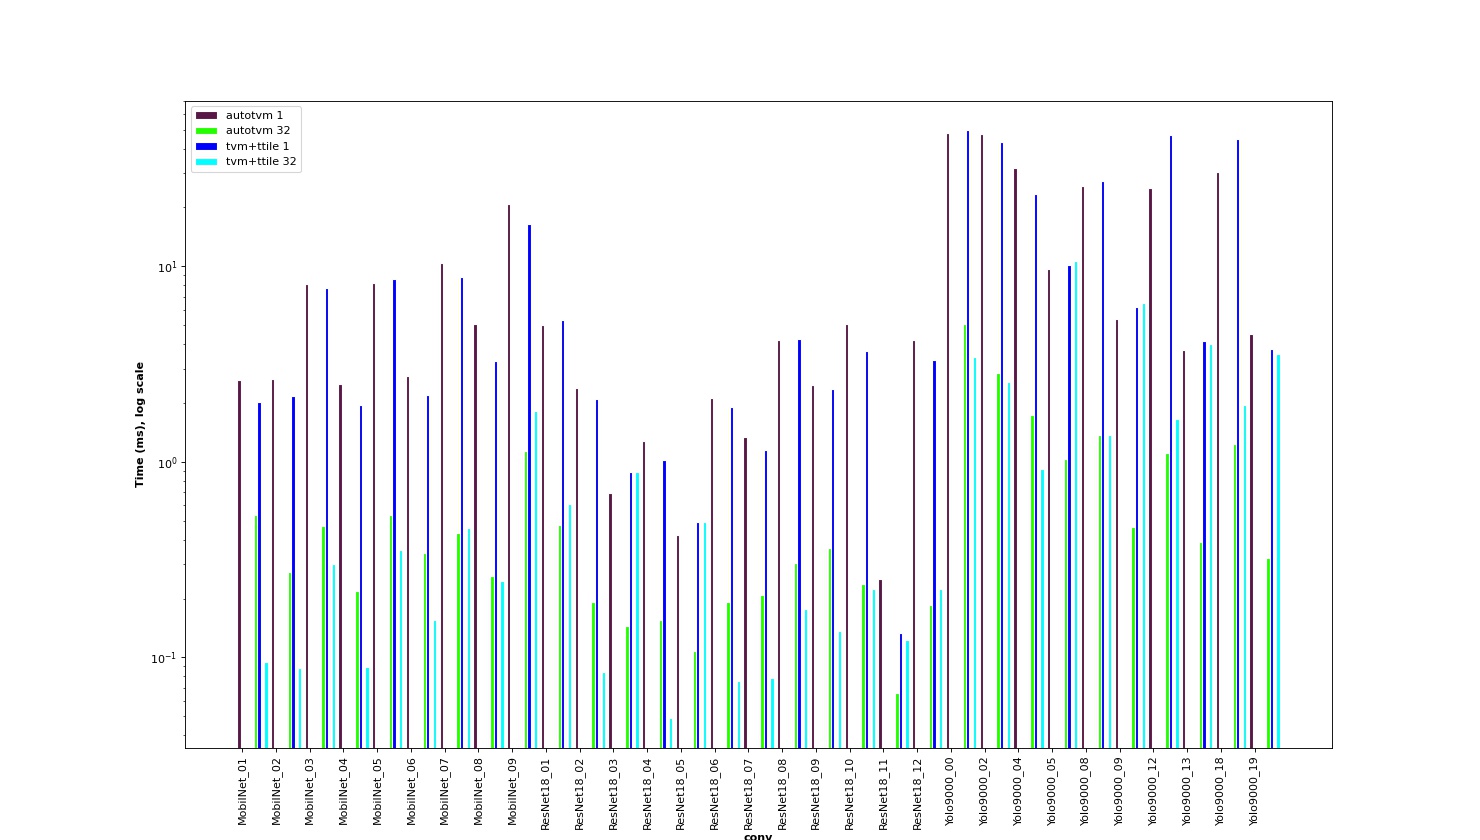 autotvm 1
autotvm 32
tvm+ttile 1
tvm+ttile 32
Time (ms), log scale
10^1
10^0
10^-1
MobilNet_01
MobilNet_02
MobilNet_03
MobilNet_04
MobilNet_05
MobilNet_06
MobilNet_07
MobilNet_08
MobilNet_09
ResNet18_01
ResNet18_02
ResNet18_03
ResNet18_04
ResNet18_05
ResNet18_06
ResNet18_07
ResNet18_08
ResNet18_09
ResNet18_10
ResNet18_11
ResNet18_12
Yolo9000_00
Yolo9000_02
Yolo9000_04
Yolo9000_05
Yolo9000_08
Yolo9000_09
Yolo9000_12
Yolo9000_13
Yolo9000_18
Yolo9000_19
conv